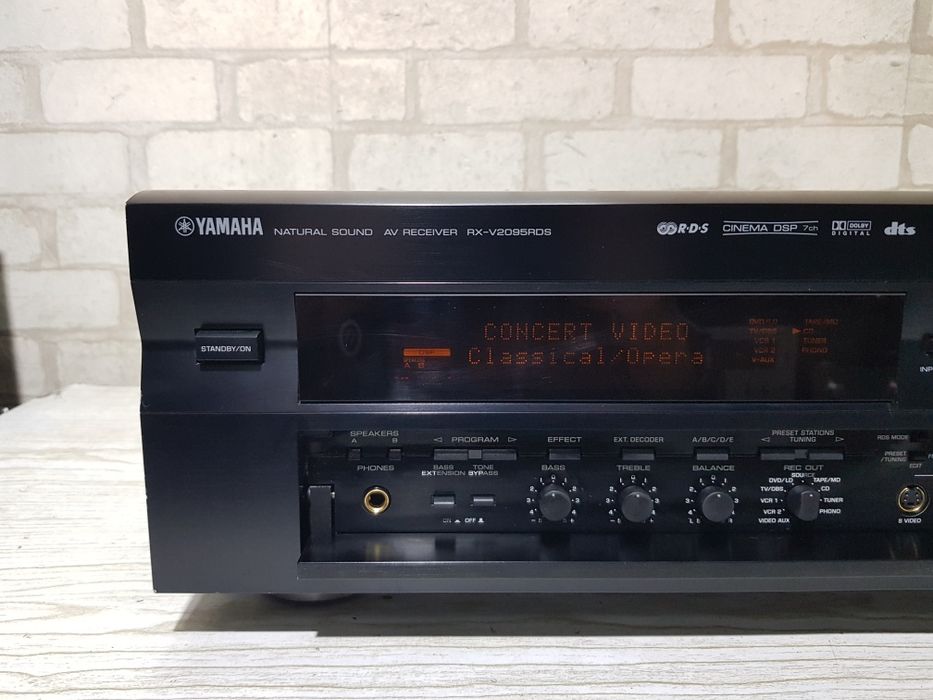 YAMAHA NATURAL SOUND AV RECEIVER RX-V2095RDS
R·D·S CINEMA DSP 7ch DOLBY DIGITAL dts
STANDBY/ON
CONCERT VIDEO
Classical/Opera
DSP
SPKRS
A B
DVD/LD TAPE/MD
TV/DBS CD
VCR 1 TUNER
VCR 2 PHONO
V-AUX
INP
SPEAKERS
A B
PROGRAM
EFFECT
EXT. DECODER
A/B/C/D/E
PRESET STATIONS
TUNING
RDS MODE
PRESET
/TUNING
EDIT
PHONES
BASS
EXTENSION
TONE
BYPASS
ON OFF
BASS
TREBLE
BALANCE
REC OUT
SOURCE
DVD/LD TAPE/MD
TV/DBS CD
VCR 1 TUNER
VCR 2 PHONO
VIDEO AUX
S VIDEO